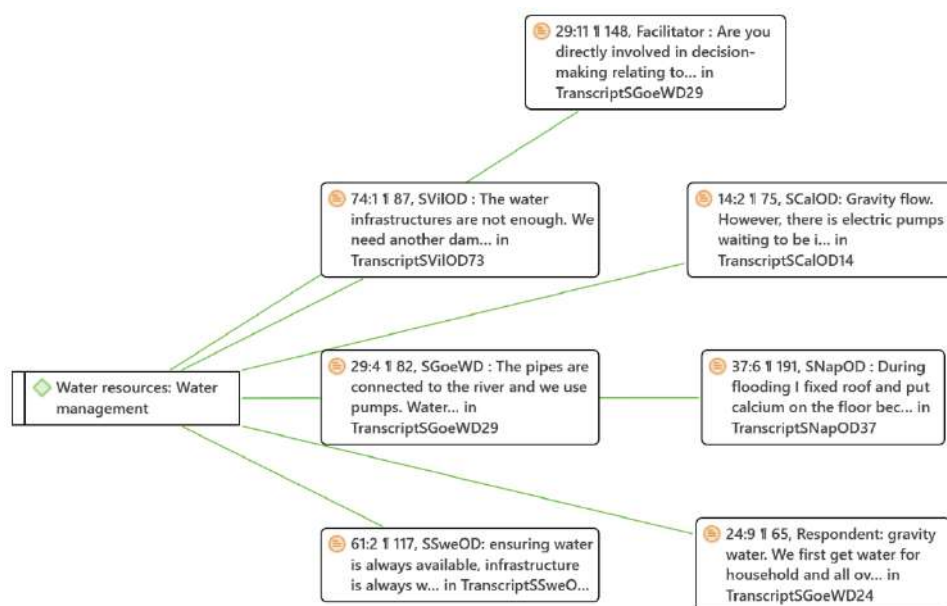 29:11 ¶ 148, Facilitator : Are you
directly involved in decision-
making relating to... in
TranscriptSGoeWD29
74:1 ¶ 87, SVilOD : The water
infrastructures are not enough. We
need another dam... in
TranscriptSVilOD73
14:2 ¶ 75, SCalOD: Gravity flow.
However, there is electric pumps
waiting to be i... in
TranscriptSCalOD14
Water resources: Water
management
29:4 ¶ 82, SGoeWD : The pipes are
connected to the river and we use
pumps. Water... in
TranscriptSGoeWD29
37:6 ¶ 191, SNapOD : During
flooding I fixed roof and put
calcium on the floor bec... in
TranscriptSNapOD37
61:2 ¶ 117, SSweOD: ensuring water
is always available, infrastructure
is always w... in TranscriptSSweO...
24:9 ¶ 65, Respondent: gravity
water. We first get water for
household and all ov... in
TranscriptSGoeWD24